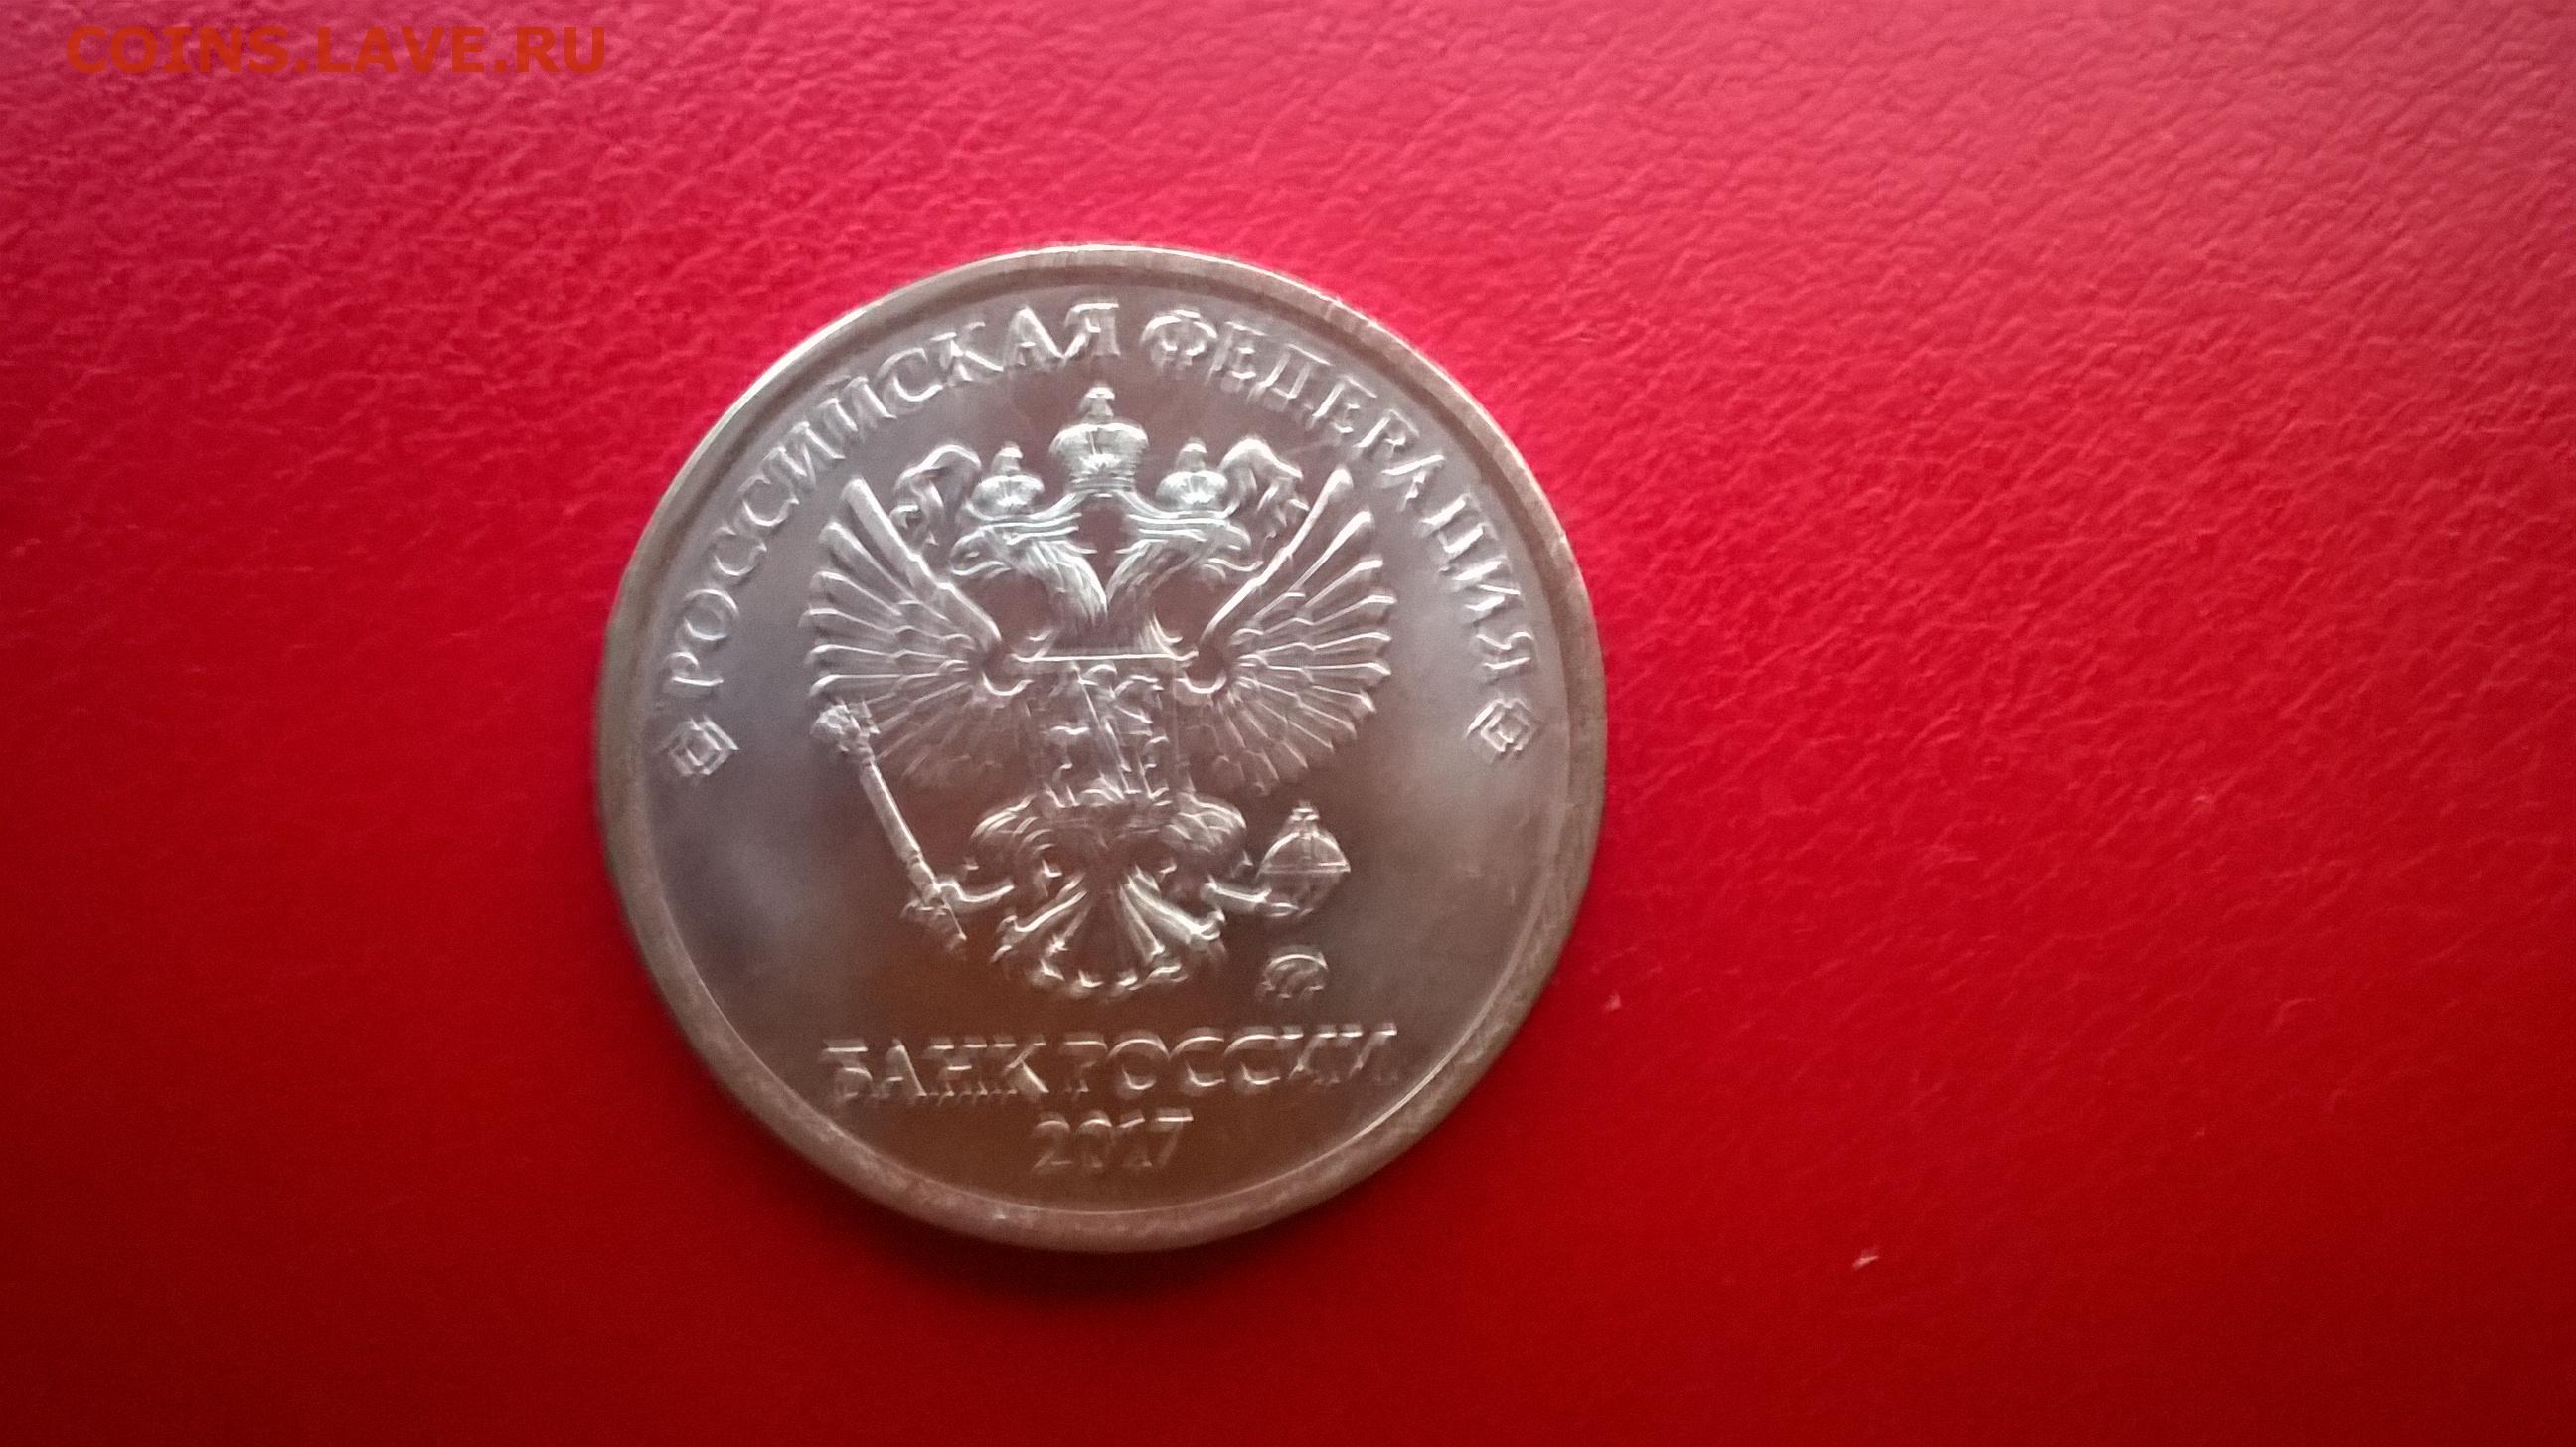 COINS.LAVE.RU
РОССИЙСКАЯ ФЕДЕРАЦИЯ
БАНК РОССИИ
2017